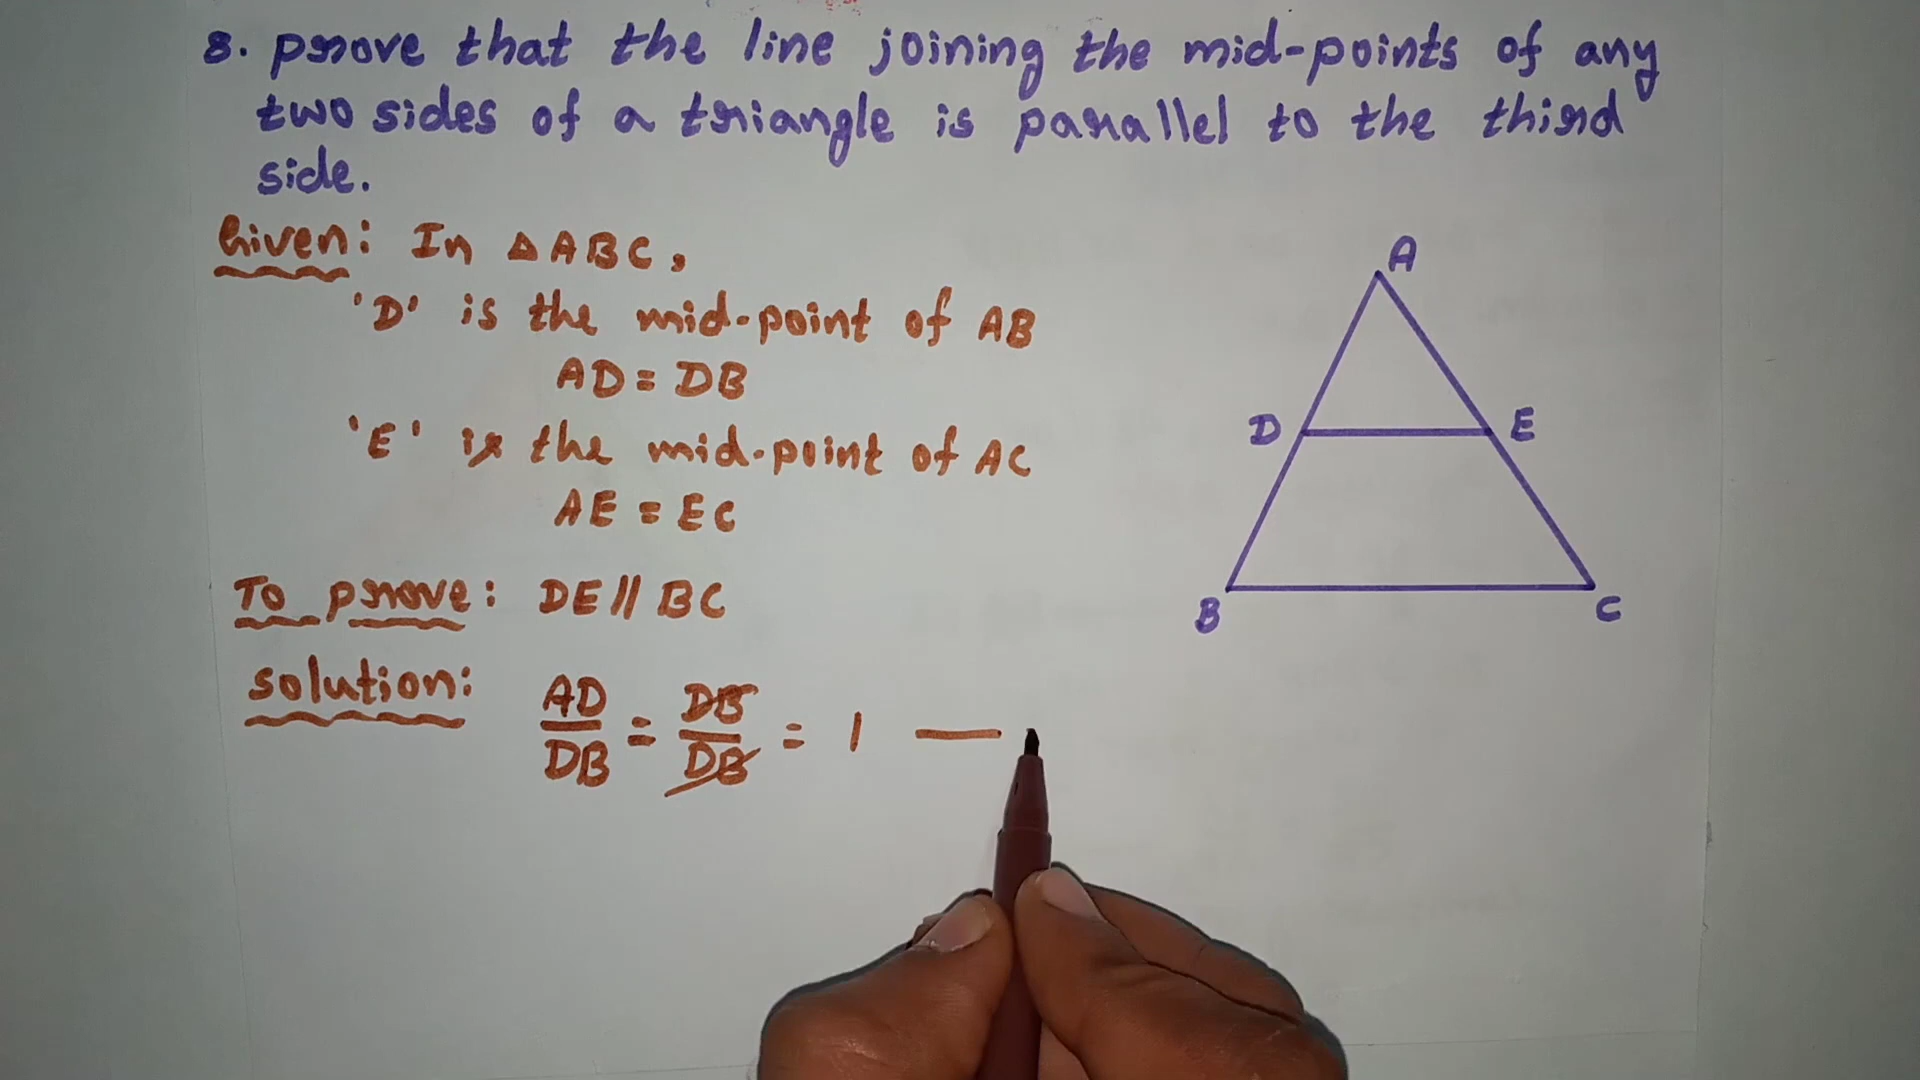 8. prove that the line joining the mid-points of any
two sides of a triangle is parallel to the third
side.
Given: In ∆ABC,
'D' is the mid-point of AB
AD = DB
'E' is the mid-point of AC
AE = EC
To prove: DE // BC
solution: AD/DB = DB/DB = 1 —
A
D E
B C